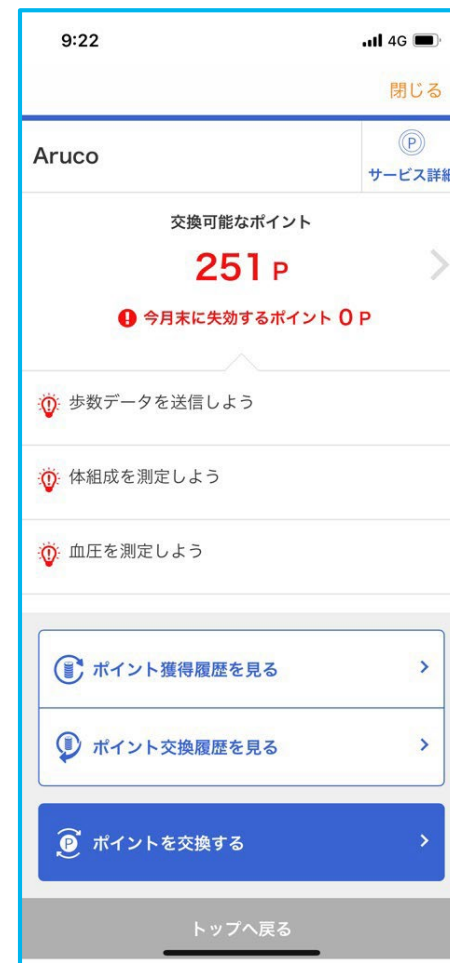 9:22
4G
閉じる
Aruco
P
サービス詳細
交換可能なポイント
251 P
今月末に失効するポイント 0 P
歩数データを送信しよう
体組成を測定しよう
血圧を測定しよう
ポイント獲得履歴を見る
ポイント交換履歴を見る
P
ポイントを交換する
トップへ戻る